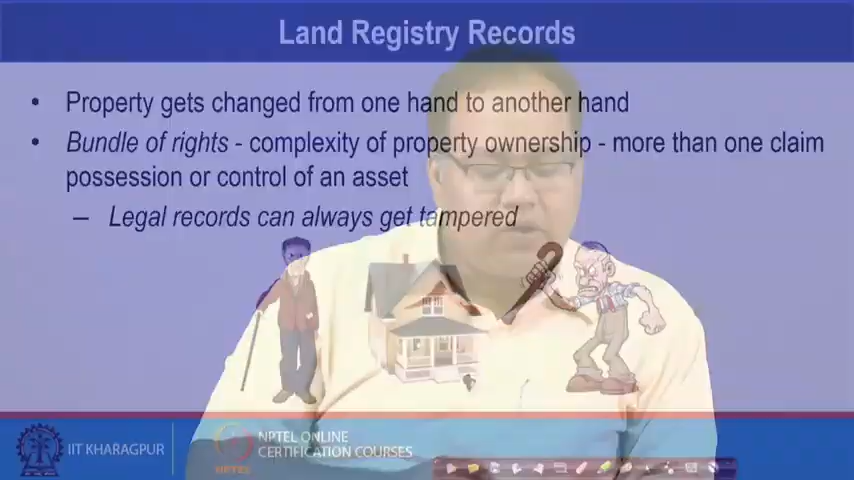 Land Registry Records
• Property gets changed from one hand to another hand
• Bundle of rights - complexity of property ownership - more than one claim
possession or control of an asset
– Legal records can always get tampered
IIT KHARAGPUR
NPTEL
NPTEL ONLINE
CERTIFICATION COURSES